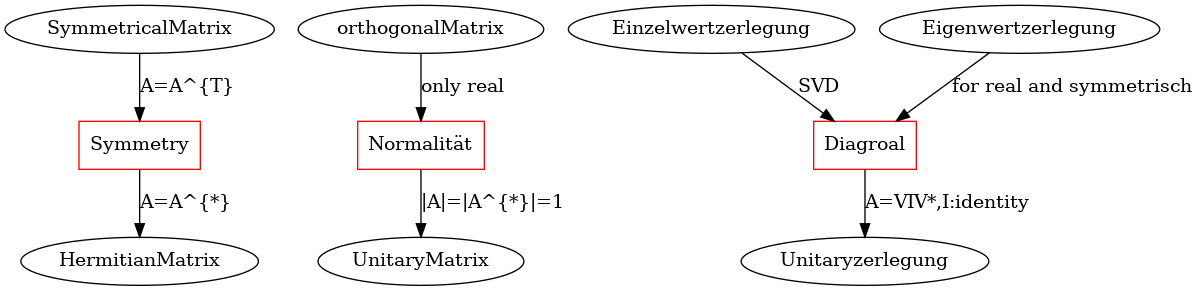 SymmetricalMatrix
orthogonalMatrix
Einzelwertzerlegung
Eigenwertzerlegung
A=A^{T}
only real
SVD
for real and symmetrisch
Symmetry
Normalität
Diagroal
A=A^{*}
|A|=|A^{*}|=1
A=VIV*,I:identity
HermitianMatrix
UnitaryMatrix
Unitaryzerlegung